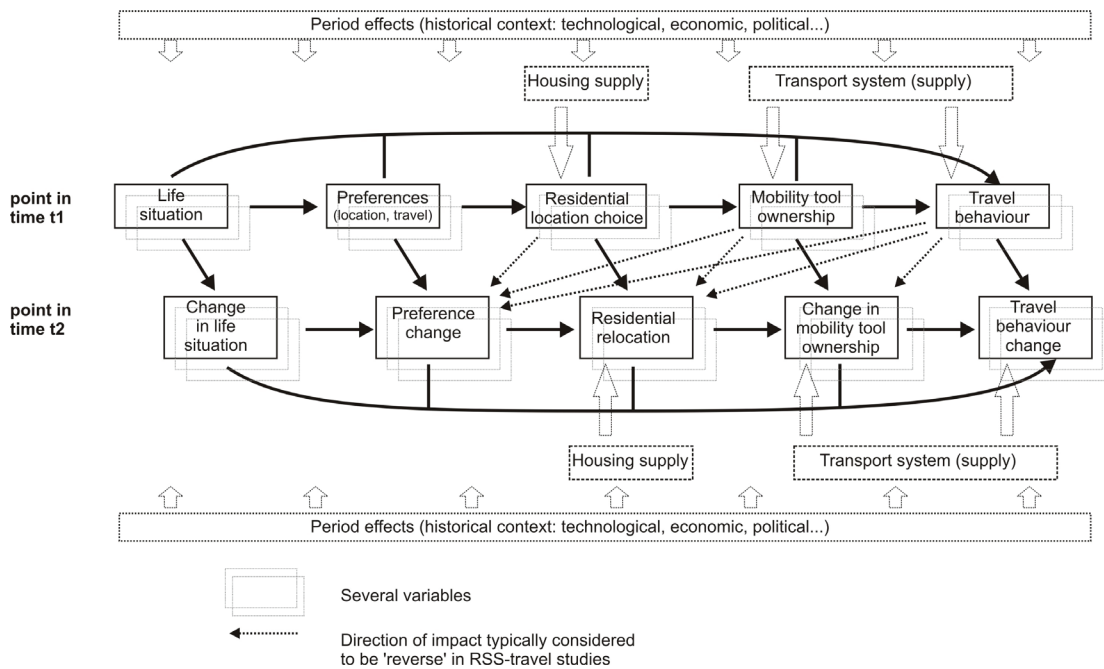 Period effects (historical context: technological, economic, political...)
Housing supply
Transport system (supply)
point in
time t1
Life
situation
Preferences
(location, travel)
Residential
location choice
Mobility tool
ownership
Travel
behaviour
point in
time t2
Change
in life
situation
Preference
change
Residential
relocation
Change in
mobility tool
ownership
Travel
behaviour
change
Housing supply
Transport system (supply)
Period effects (historical context: technological, economic, political...)
Several variables
Direction of impact typically considered
to be 'reverse' in RSS-travel studies